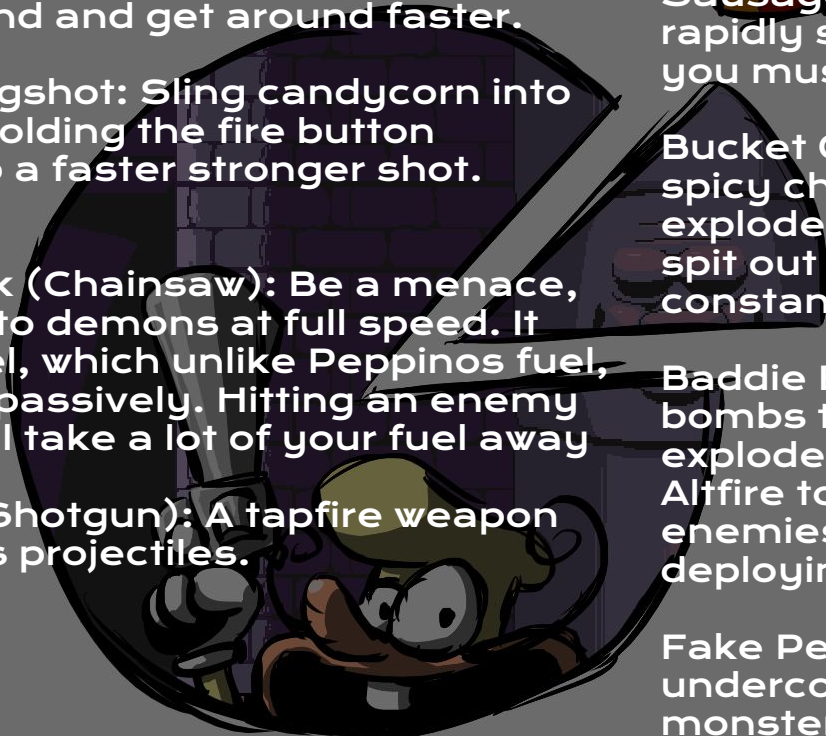 nd and get around faster.
gshot: Sling candycorn into
olding the fire button
a faster stronger shot.
k (Chainsaw): Be a menace,
to demons at full speed. It
el, which unlike Peppinos fuel,
passively. Hitting an enemy
l take a lot of your fuel away
Shotgun): A tapfire weapon
s projectiles.
rapidly s
you mus
Bucket
spicy ch
explode
spit out
constan
Baddie
bombs t
explode
Altfire to
enemies
deployin
Fake Pe
underco
monster